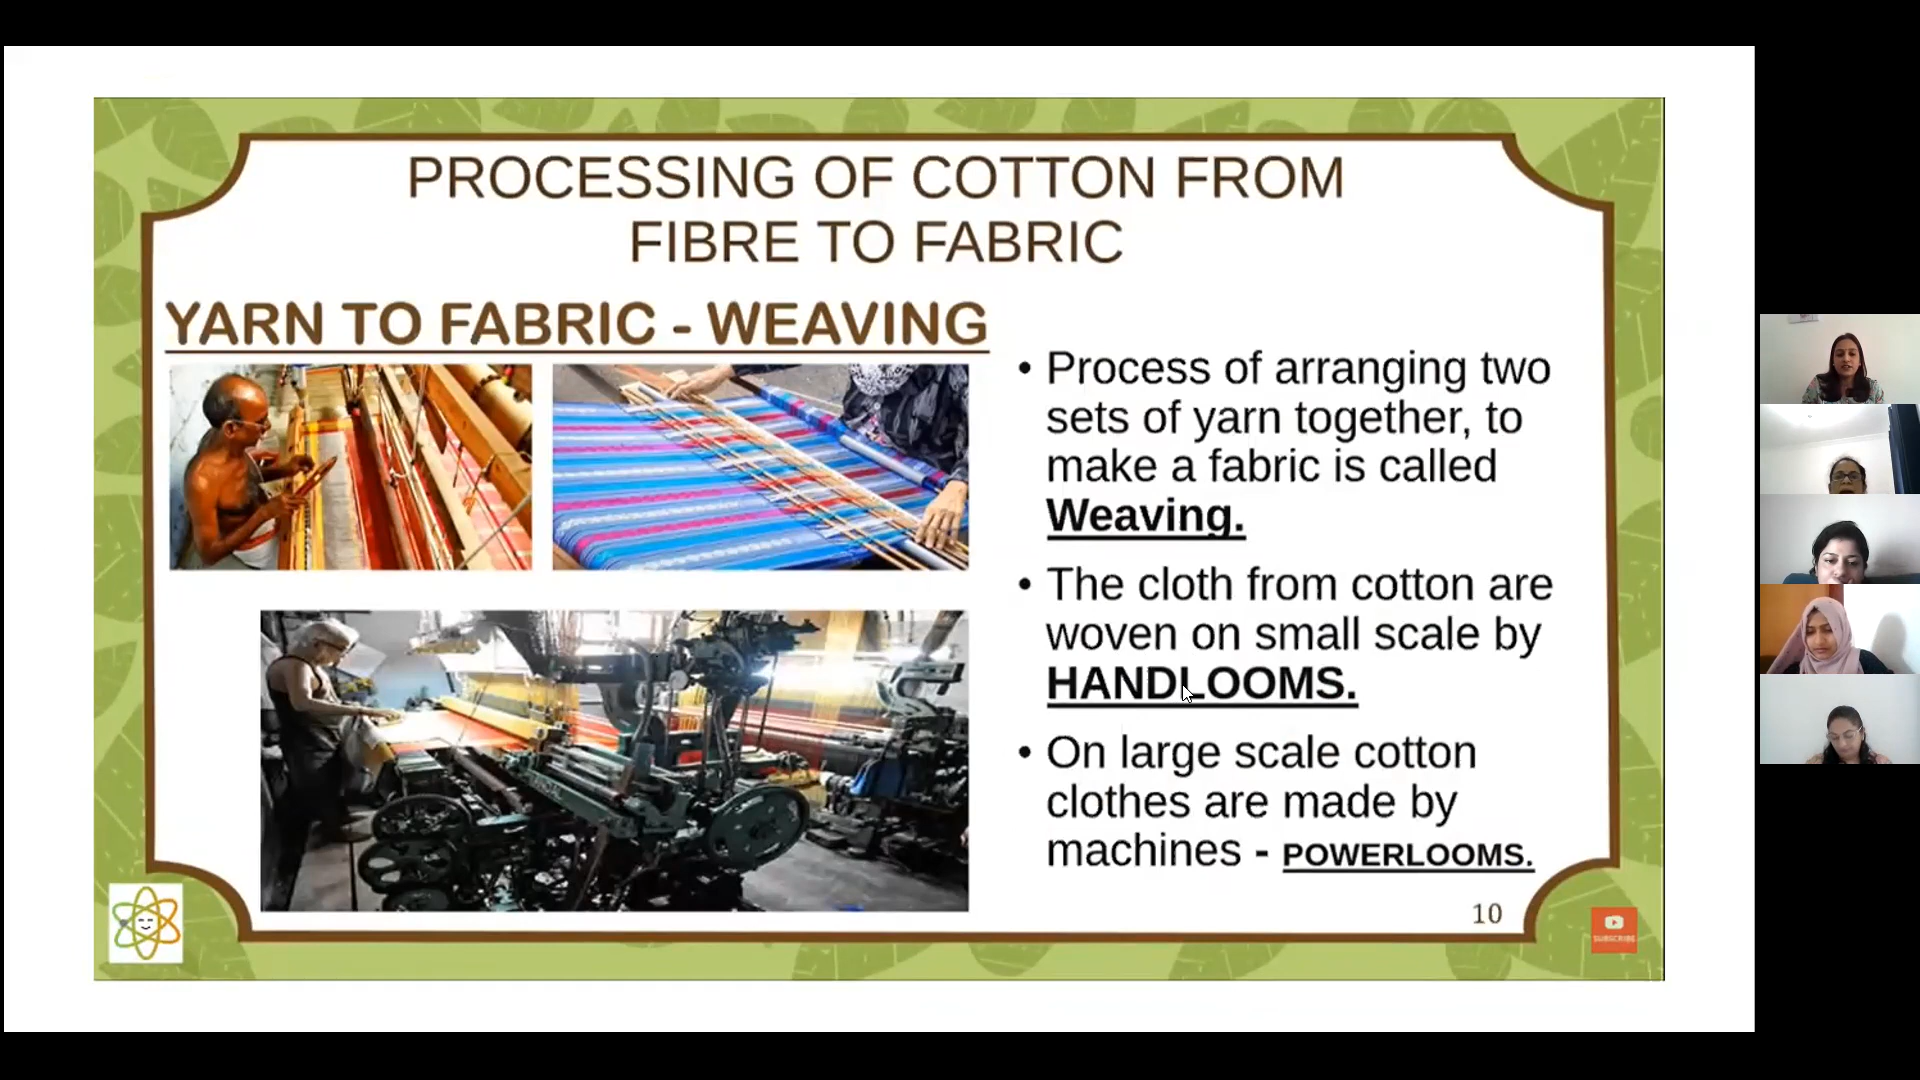 PROCESSING OF COTTON FROM
FIBRE TO FABRIC
YARN TO FABRIC - WEAVING
• Process of arranging two
sets of yarn together, to
make a fabric is called
Weaving.
• The cloth from cotton are
woven on small scale by
HANDLOOMS.
• On large scale cotton
clothes are made by
machines - POWERLOOMS.
10
SUBSCRIBE